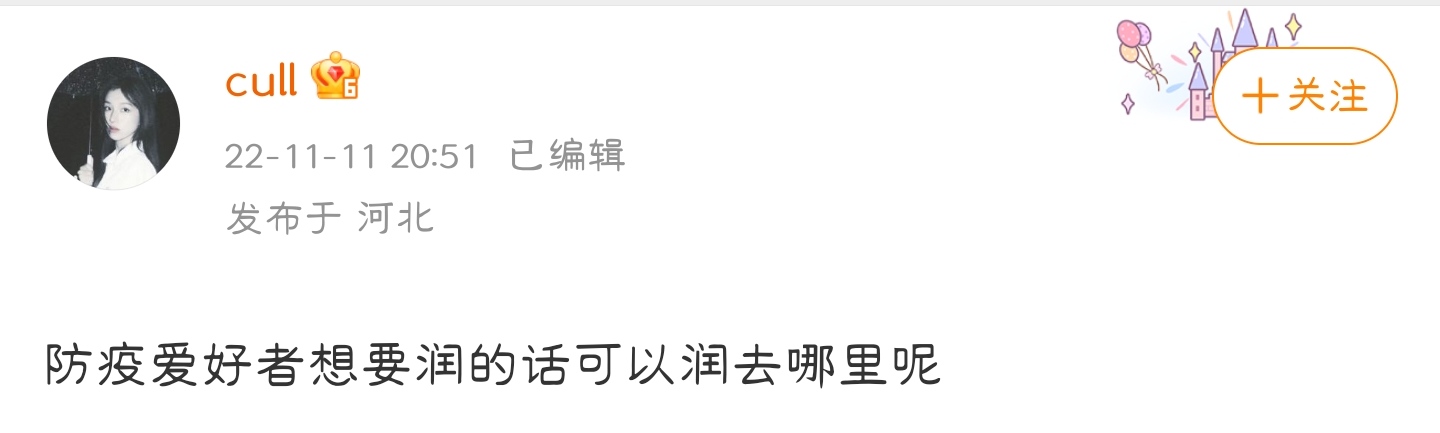 cull 6
+关注
22-11-11 20:51 已编辑
发布于 河北
防疫爱好者想要润的话可以润去哪里呢